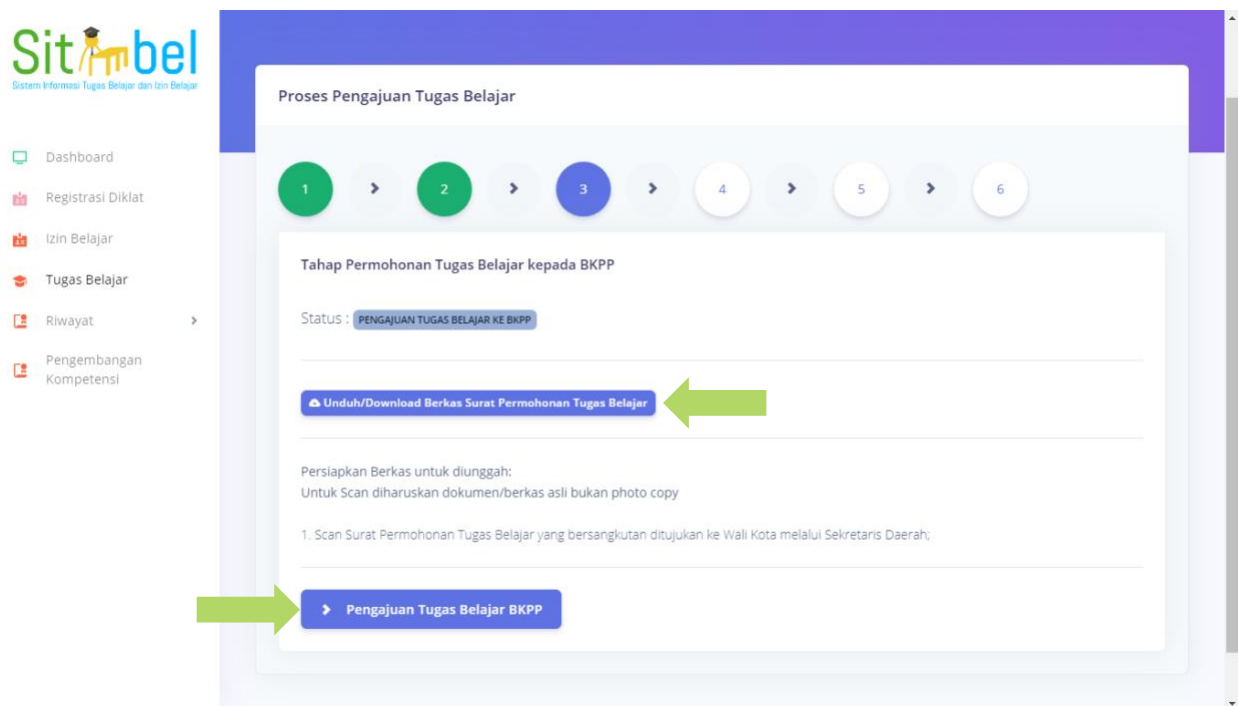 Situbel
Sistem Informasi Tugas Belajar dan Izin Belajar
Dashboard
Registrasi Diklat
Izin Belajar
Tugas Belajar
Riwayat
Pengembangan
Kompetensi
Proses Pengajuan Tugas Belajar
1 2 3 4 5 6
Tahap Permohonan Tugas Belajar kepada BKPP
Status : PENGAJUAN TUGAS BELAJAR KE BKPP
Unduh/Download Berkas Surat Permohonan Tugas Belajar
Persiapkan Berkas untuk diunggah:
Untuk Scan diharuskan dokumen/berkas asli bukan photo copy
1. Scan Surat Permohonan Tugas Belajar yang bersangkutan ditujukan ke Wali Kota melalui Sekretaris Daerah;
Pengajuan Tugas Belajar BKPP